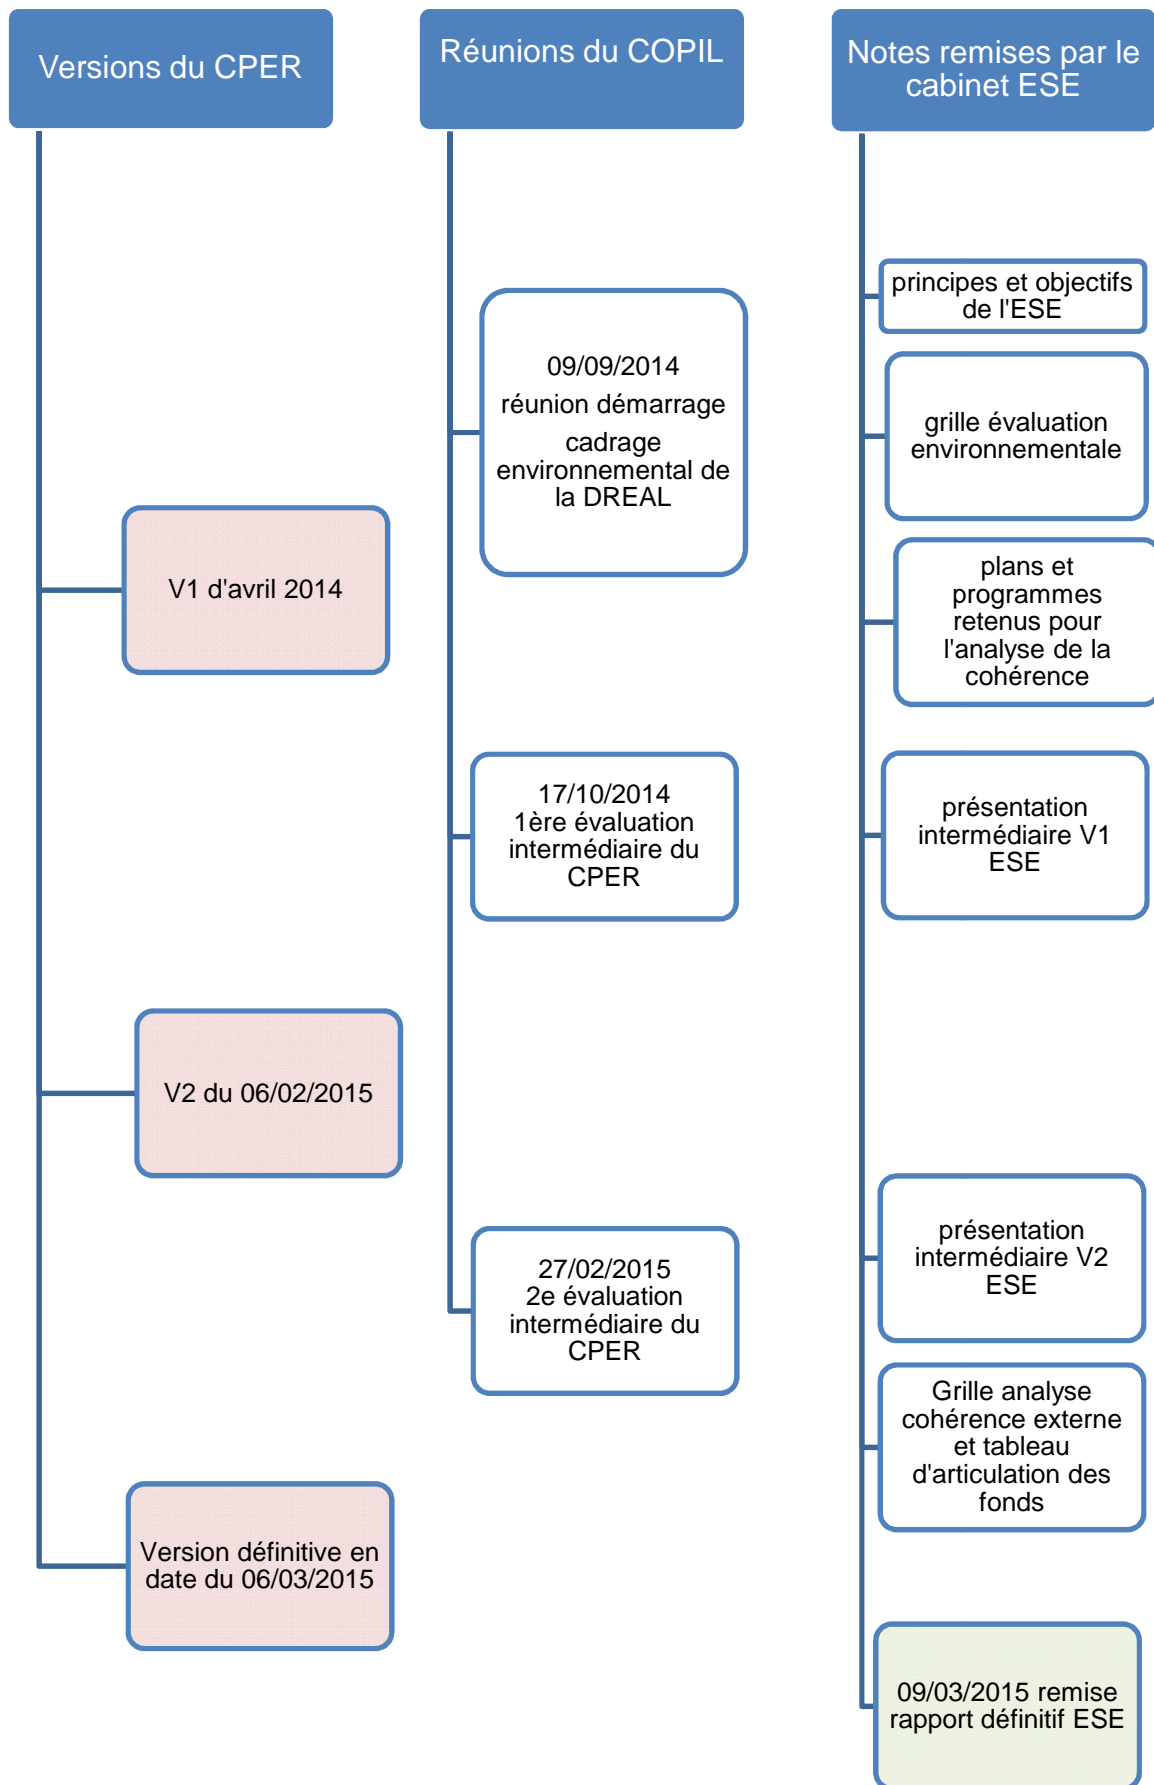 Versions du CPER
V1 d'avril 2014
V2 du 06/02/2015
Version définitive en
date du 06/03/2015
Réunions du COPIL
09/09/2014
réunion démarrage
cadrage
environnemental de
la DREAL
17/10/2014
1ère évaluation
intermédiaire du
CPER
27/02/2015
2e évaluation
intermédiaire du
CPER
Notes remises par le
cabinet ESE
principes et objectifs
de l'ESE
grille évaluation
environnementale
plans et
programmes
retenus pour
l'analyse de la
cohérence
présentation
intermédiaire V1
ESE
présentation
intermédiaire V2
ESE
Grille analyse
cohérence externe
et tableau
d'articulation des
fonds
09/03/2015 remise
rapport définitif ESE